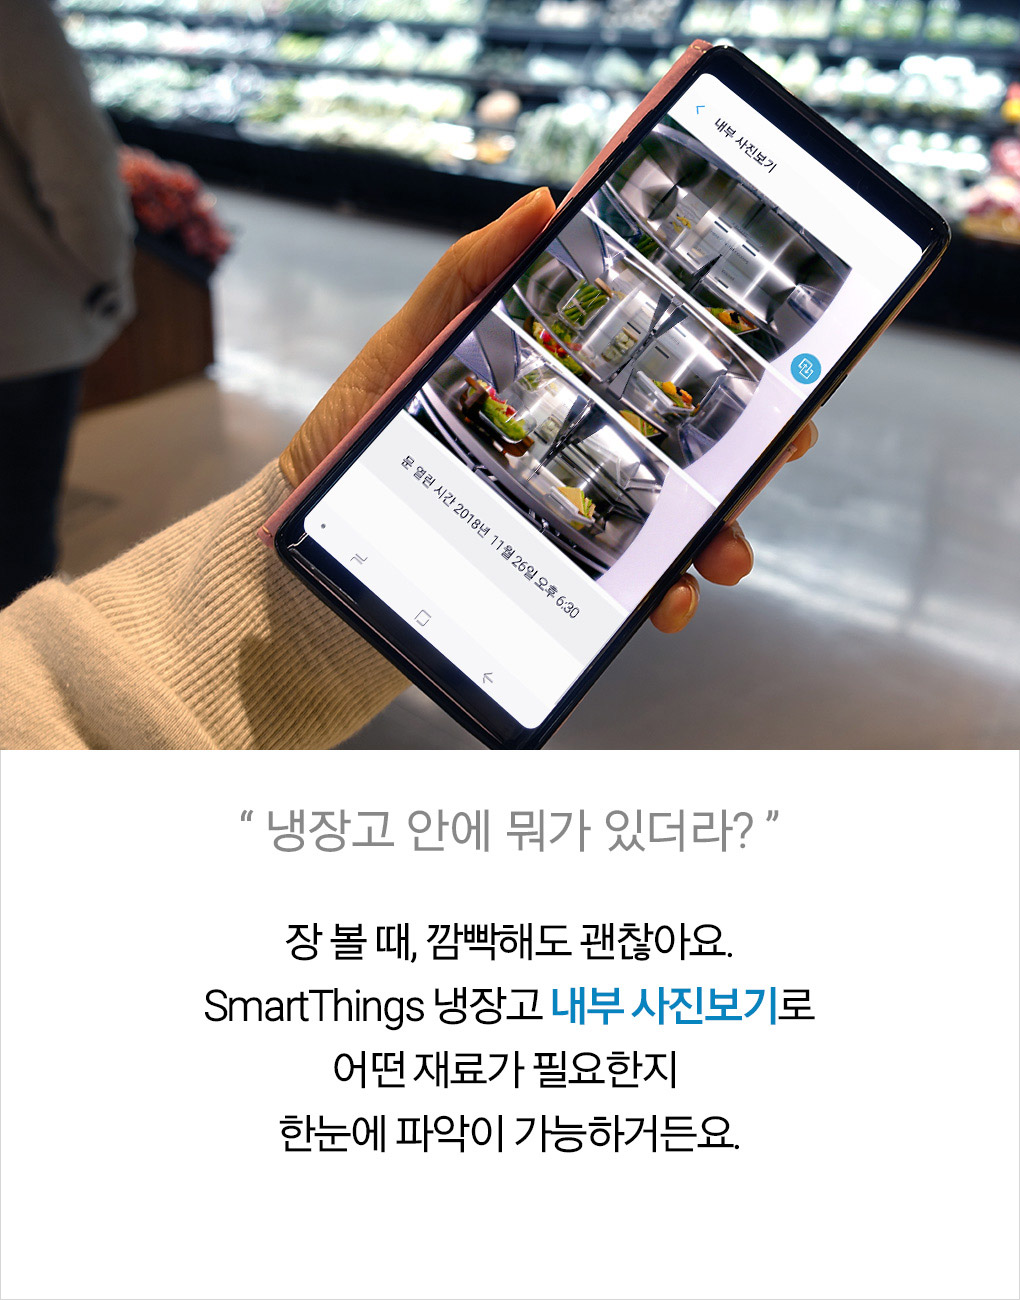 내부 사진보기
문 열린 시간 2018년 11월 26일 오후 6:30
“ 냉장고 안에 뭐가 있더라? ”
장 볼 때, 깜빡해도 괜찮아요.
SmartThings 냉장고 내부 사진보기로
어떤 재료가 필요한지
한눈에 파악이 가능하거든요.